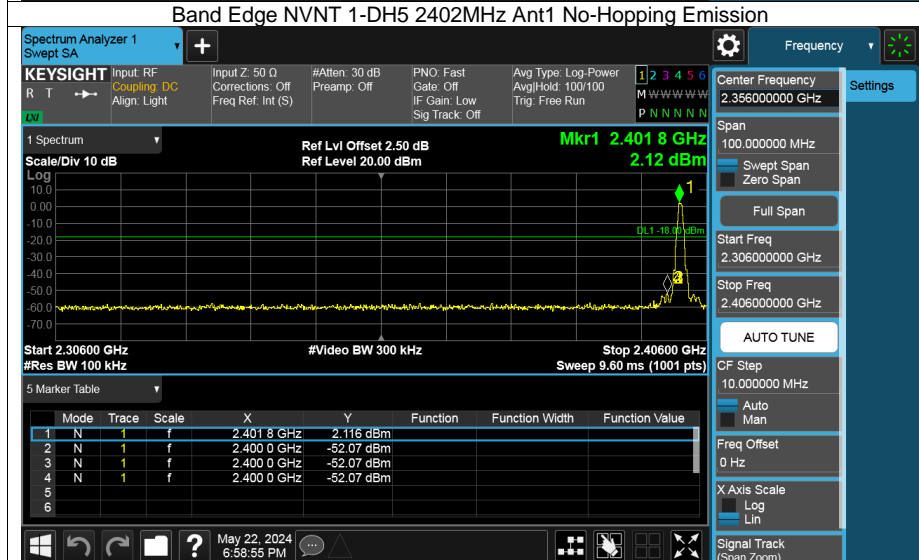 Band Edge NVNT 1-DH5 2402MHz Ant1 No-Hopping Emission
Spectrum Analyzer 1
Swept SA
+
Frequency
KEYSIGHT
R T
LXI
Input: RF
Coupling: DC
Align: Light
Input Z: 50 Ω
Corrections: Off
Freq Ref: Int (S)
#Atten: 30 dB
Preamp: Off
PNO: Fast
Gate: Off
IF Gain: Low
Sig Track: Off
Avg Type: Log-Power
Avg|Hold: 100/100
Trig: Free Run
1 2 3 4 5 6
M W W W W W
P N N N N N
1 Spectrum
Scale/Div 10 dB
Ref Lvl Offset 2.50 dB
Ref Level 20.00 dBm
Mkr1 2.401 8 GHz
2.12 dBm
Log
10.0
0.00
-10.0
-20.0
-30.0
-40.0
-50.0
-60.0
-70.0
1
DL1 -18.00 dBm
Start 2.30600 GHz
#Res BW 100 kHz
#Video BW 300 kHz
Stop 2.40600 GHz
Sweep 9.60 ms (1001 pts)
5 Marker Table
Mode Trace Scale X Y Function Function Width Function Value
1 N 1 f 2.401 8 GHz 2.116 dBm
2 N 1 f 2.400 0 GHz -52.07 dBm
3 N 1 f 2.400 0 GHz -52.07 dBm
4 N 1 f 2.400 0 GHz -52.07 dBm
5
6
Center Frequency
2.356000000 GHz
Settings
Span
100.000000 MHz
Swept Span
Zero Span
Full Span
Start Freq
2.306000000 GHz
Stop Freq
2.406000000 GHz
AUTO TUNE
CF Step
10.000000 MHz
Auto
Man
Freq Offset
0 Hz
X Axis Scale
Log
Lin
Signal Track
(Span Zoom)
?
May 22, 2024
6:58:55 PM